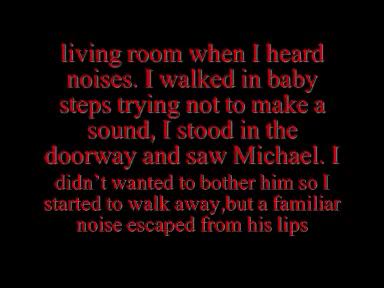 living room when I heard
noises. I walked in baby
steps trying not to make a
sound, I stood in the
doorway and saw Michael. I
didn't wanted to bother him so I
started to walk away,but a familiar
noise escaped from his lips